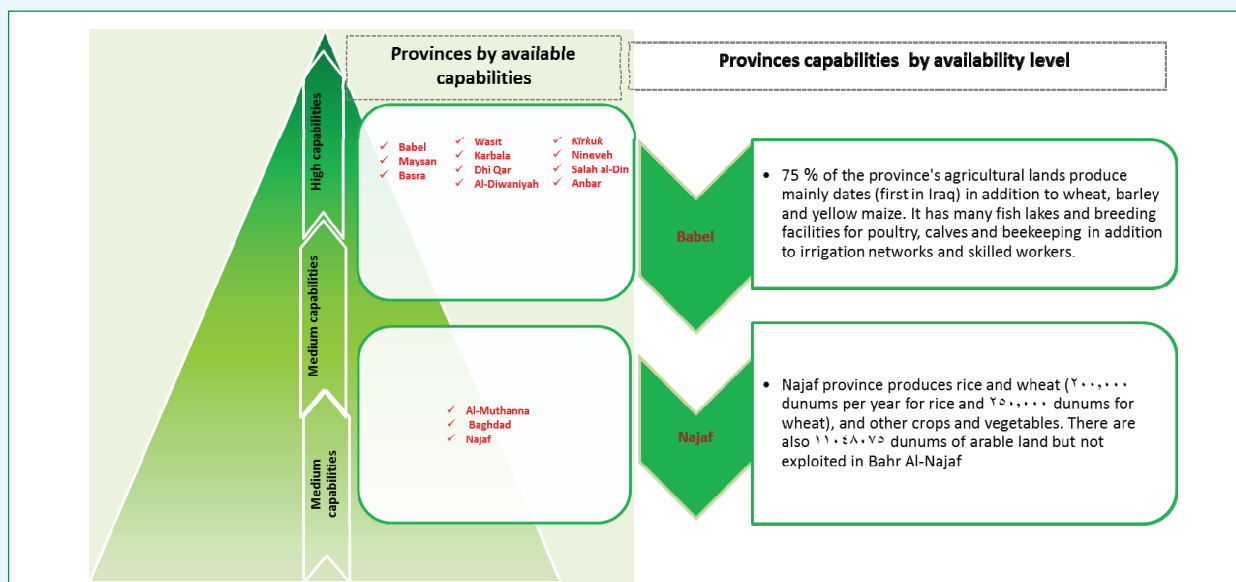 Provinces by available
capabilities
Provinces capabilities by availability level
High capabilities
Medium capabilities
Medium
capabilities
✓ Babel
✓ Maysan
✓ Basra
✓ Wasit
✓ Karbala
✓ Dhi Qar
✓ Al-Diwaniyah
✓ Kirkuk
✓ Nineveh
✓ Salah al-Din
✓ Anbar
Babel
• 75 % of the province's agricultural lands produce
mainly dates (first in Iraq) in addition to wheat, barley
and yellow maize. It has many fish lakes and breeding
facilities for poultry, calves and beekeeping in addition
to irrigation networks and skilled workers.
✓ Al-Muthanna
✓ Baghdad
✓ Najaf
Najaf
• Najaf province produces rice and wheat (٢٠٠,٠٠٠
dunums per year for rice and ٢٥٠,٠٠٠ dunums for
wheat), and other crops and vegetables. There are
also ١١٠٤٨٠٧٥ dunums of arable land but not
exploited in Bahr Al-Najaf